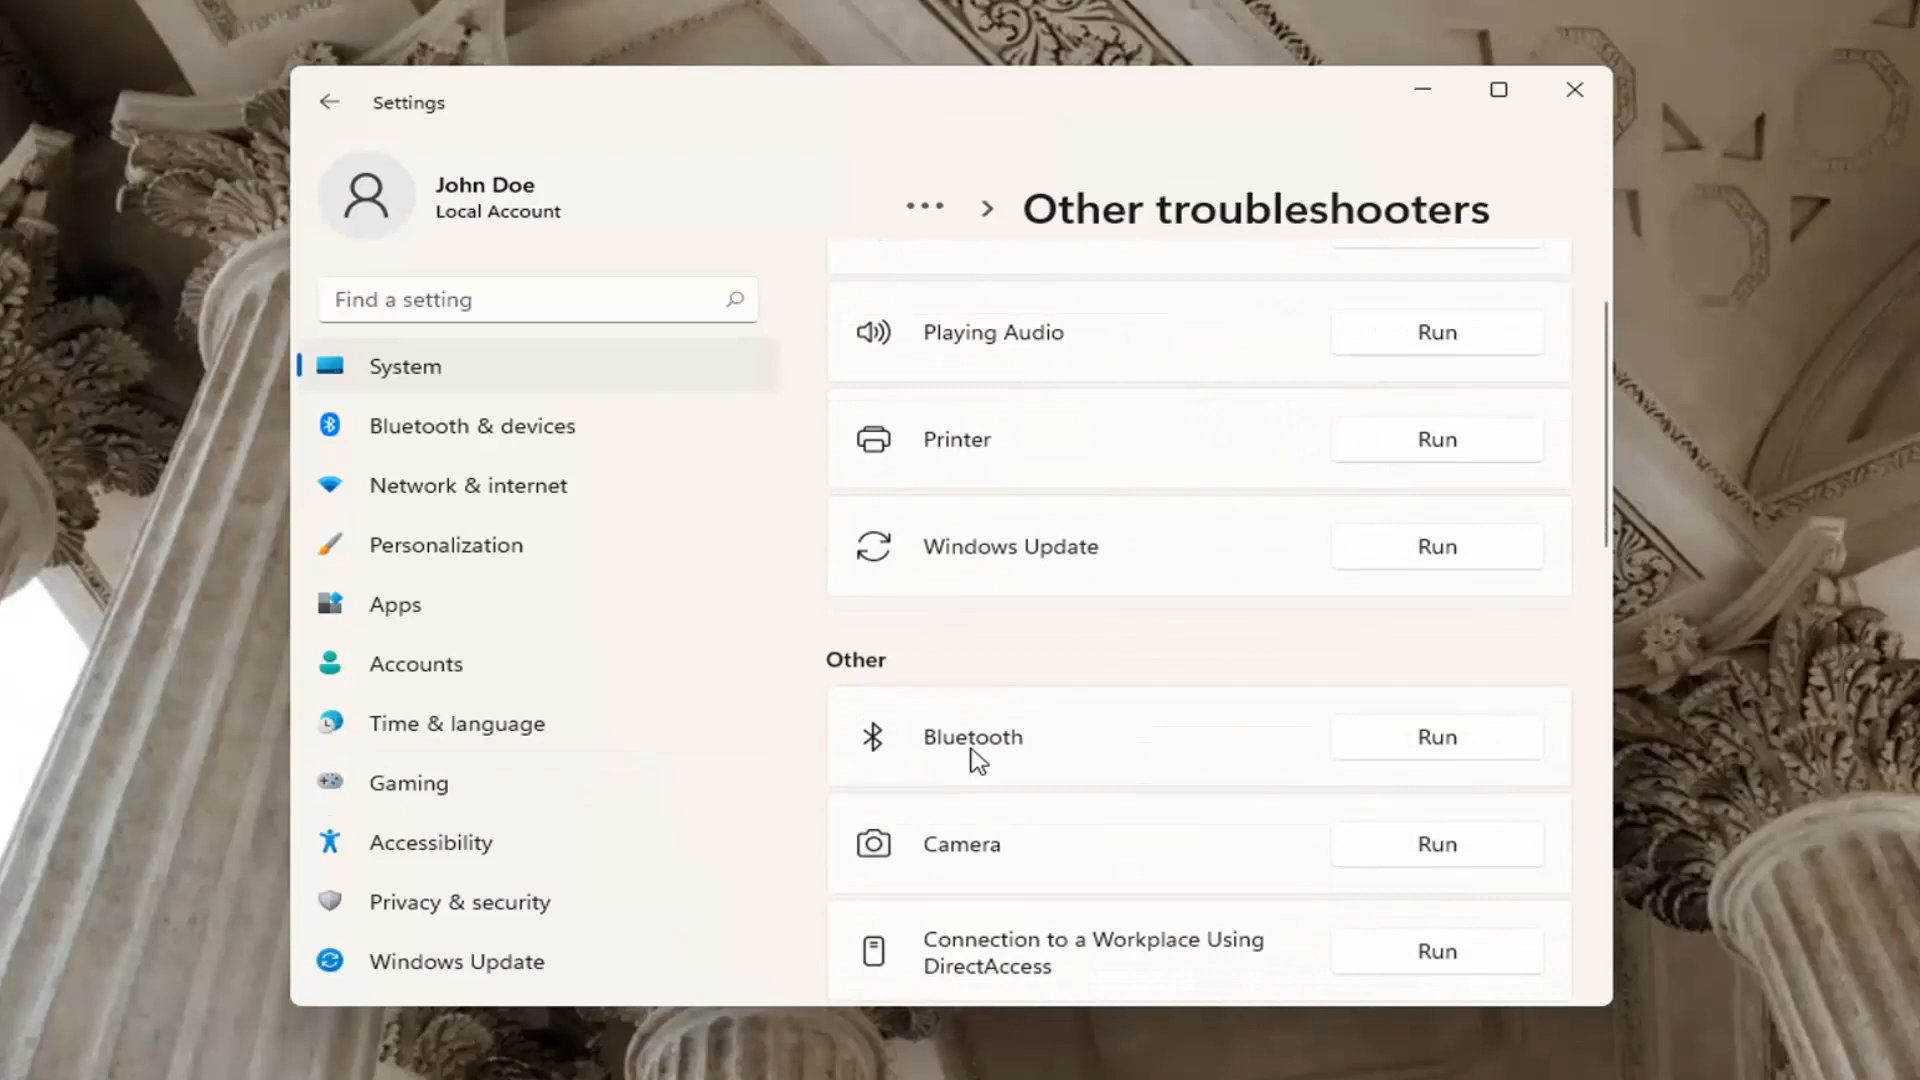 Settings
John Doe
Local Account
Find a setting
System
Bluetooth & devices
Network & internet
Personalization
Apps
Accounts
Time & language
Gaming
Accessibility
Privacy & security
Windows Update
... > Other troubleshooters
Playing Audio Run
Printer Run
Windows Update Run
Other
Bluetooth Run
Camera Run
Connection to a Workplace Using
DirectAccess
Run